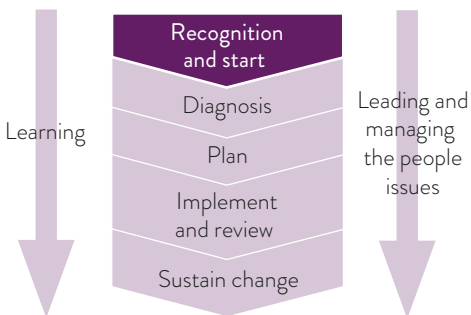 Recognition
and start
Diagnosis
Plan
Implement
and review
Sustain change
Learning
Leading and
managing
the people
issues